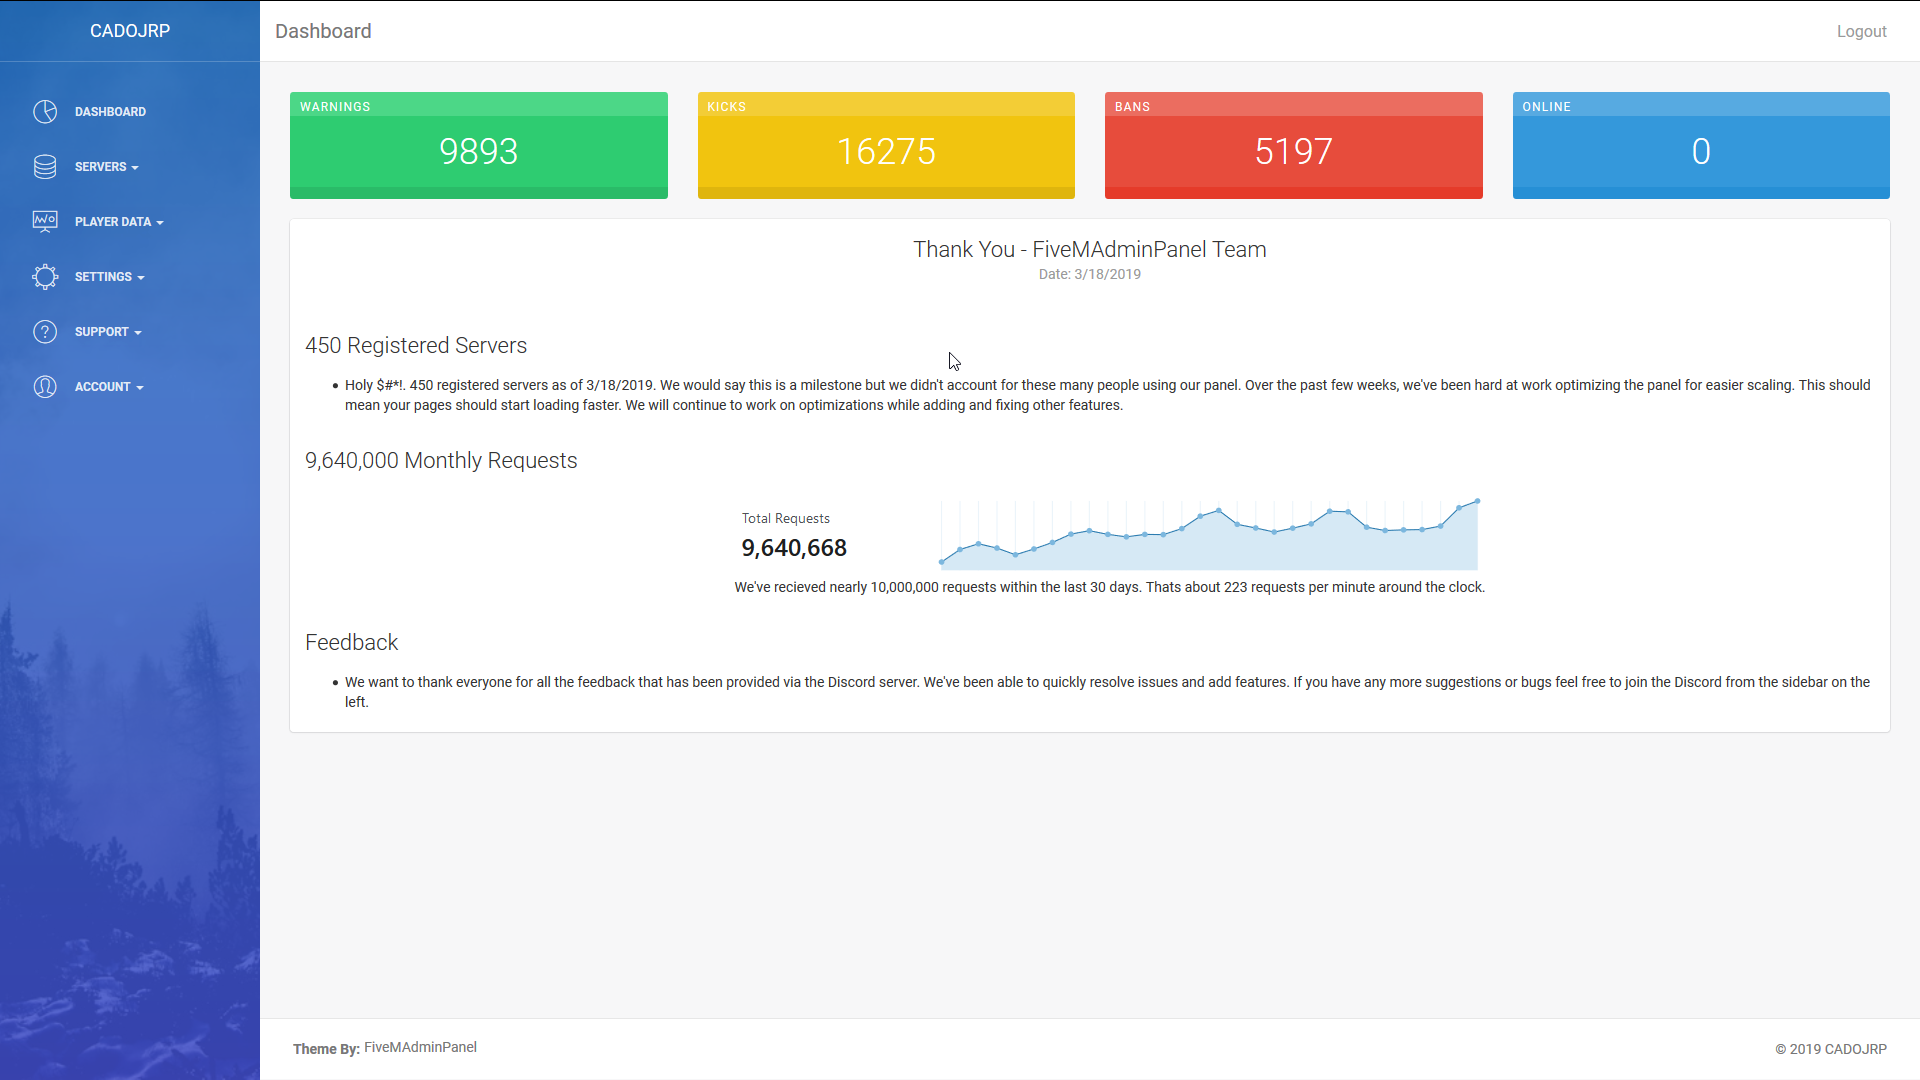 CADOJRP
Dashboard
Logout
DASHBOARD
SERVERS
PLAYER DATA
SETTINGS
SUPPORT
ACCOUNT
WARNINGS
9893
KICKS
16275
BANS
5197
ONLINE
0
Thank You - FiveMAdminPanel Team
Date: 3/18/2019
450 Registered Servers
Holy $#*!. 450 registered servers as of 3/18/2019. We would say this is a milestone but we didn't account for these many people using our panel. Over the past few weeks, we've been hard at work optimizing the panel for easier scaling. This should
mean your pages should start loading faster. We will continue to work on optimizations while adding and fixing other features.
9,640,000 Monthly Requests
Total Requests
9,640,668
We've recieved nearly 10,000,000 requests within the last 30 days. Thats about 223 requests per minute around the clock.
Feedback
We want to thank everyone for all the feedback that has been provided via the Discord server. We've been able to quickly resolve issues and add features. If you have any more suggestions or bugs feel free to join the Discord from the sidebar on the
left.
Theme By: FiveMAdminPanel
© 2019 CADOJRP